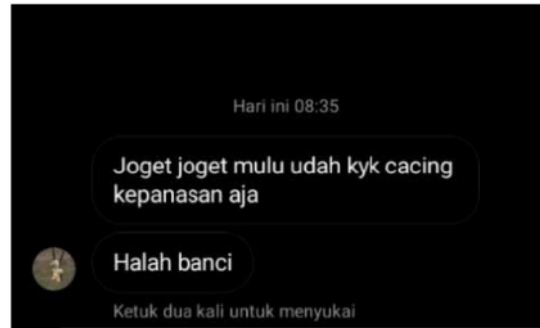 Hari ini 08:35
Joget joget mulu udah kyk cacing
kepanasan aja
Halah banci
Ketuk dua kali untuk menyukai